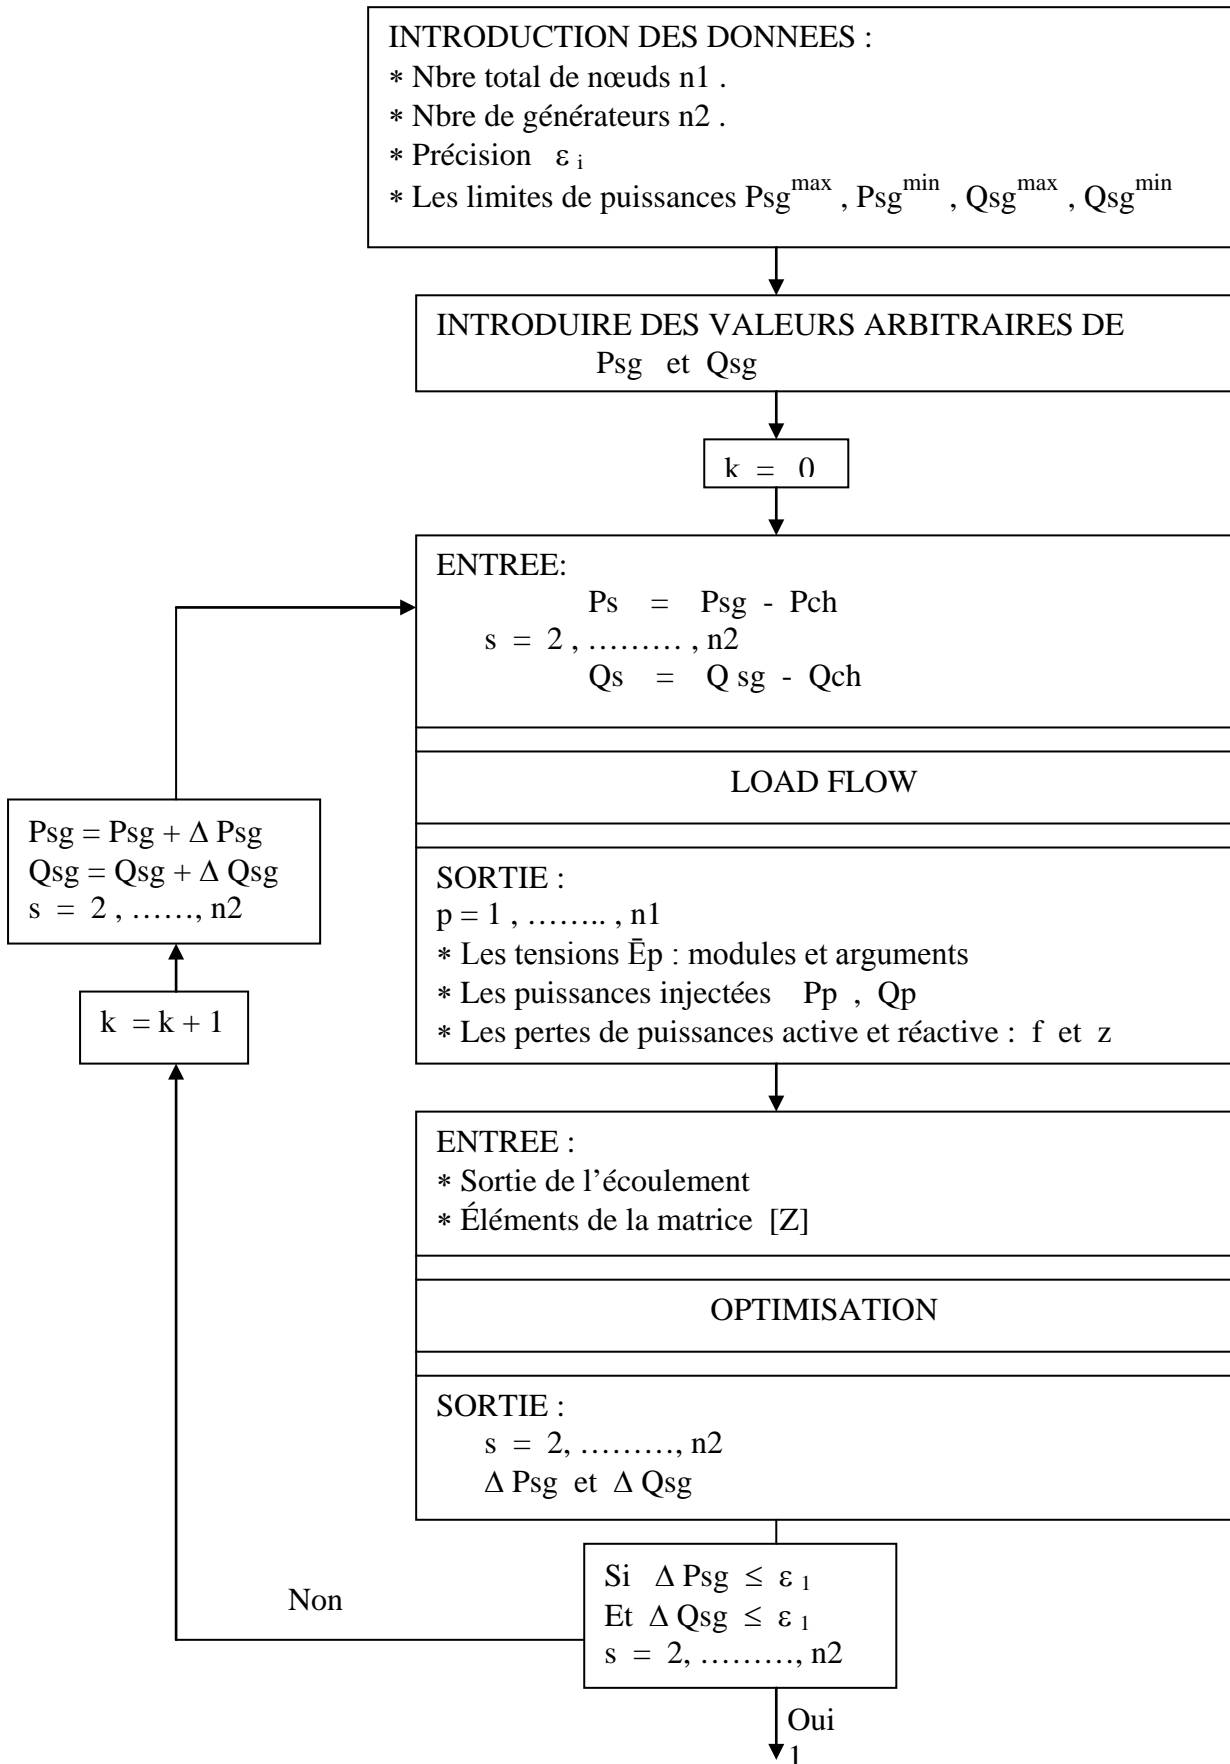 INTRODUCTION DES DONNEES :
* Nbre total de nœuds n1 .
* Nbre de générateurs n2 .
* Précision ε i
* Les limites de puissances Psg^max , Psg^min , Qsg^max , Qsg^min
INTRODUIRE DES VALEURS ARBITRAIRES DE
Psg et Qsg
k = 0
ENTREE:
Ps = Psg - Pch
s = 2 , ……… , n2
Qs = Q sg - Qch
LOAD FLOW
SORTIE :
p = 1 , …….. , n1
* Les tensions Ēp : modules et arguments
* Les puissances injectées Pp , Qp
* Les pertes de puissances active et réactive : f et z
Psg = Psg + Δ Psg
Qsg = Qsg + Δ Qsg
s = 2 , ……, n2
k = k + 1
ENTREE :
* Sortie de l’écoulement
* Éléments de la matrice [Z]
OPTIMISATION
SORTIE :
s = 2, ………, n2
Δ Psg et Δ Qsg
Si Δ Psg ≤ ε 1
Et Δ Qsg ≤ ε 1
s = 2, ………, n2
Non
Oui
1